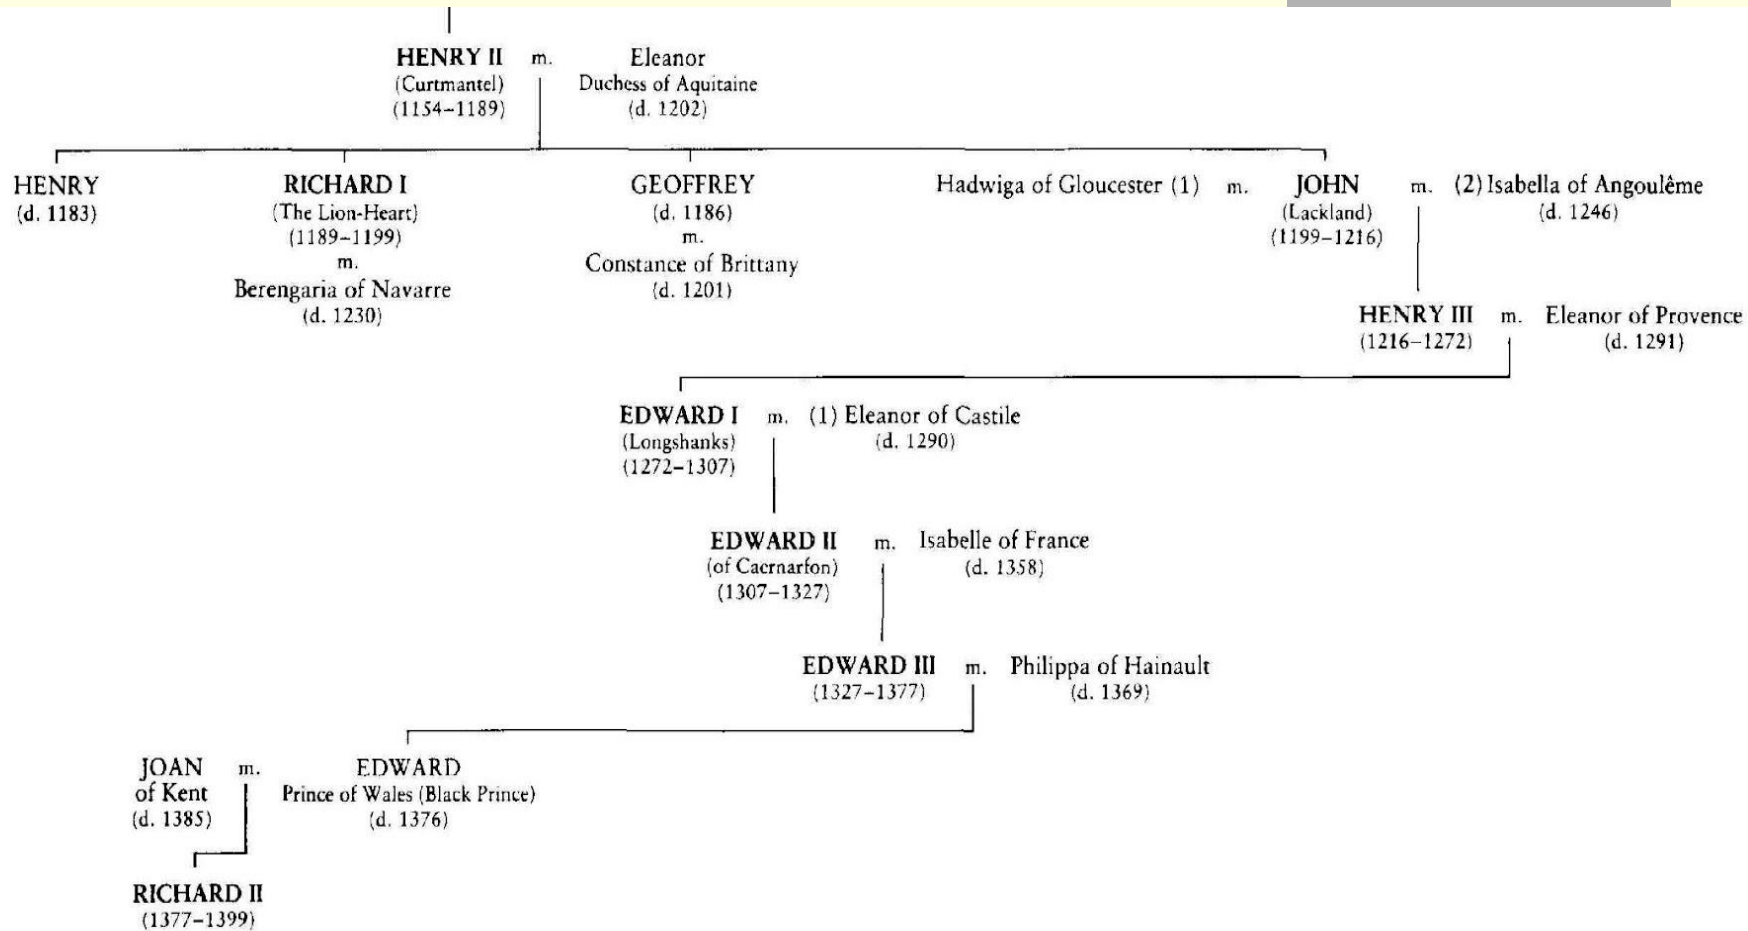 HENRY II m. Eleanor
(Curtmantel) Duchess of Aquitaine
(1154–1189) (d. 1202)
HENRY RICHARD I GEOFFREY Hadwiga of Gloucester (1) m. JOHN m. (2) Isabella of Angoulême
(d. 1183) (The Lion-Heart) (d. 1186) (Lackland) (d. 1246)
(1189–1199) m. (1199–1216)
m. Constance of Brittany
Berengaria of Navarre (d. 1201)
(d. 1230)
HENRY III m. Eleanor of Provence
(1216–1272) (d. 1291)
EDWARD I m. (1) Eleanor of Castile
(Longshanks) (d. 1290)
(1272–1307)
EDWARD II m. Isabelle of France
(of Caernarfon) (d. 1358)
(1307–1327)
EDWARD III m. Philippa of Hainault
(1327–1377) (d. 1369)
JOAN m. EDWARD
of Kent Prince of Wales (Black Prince)
(d. 1385) (d. 1376)
RICHARD II
(1377–1399)